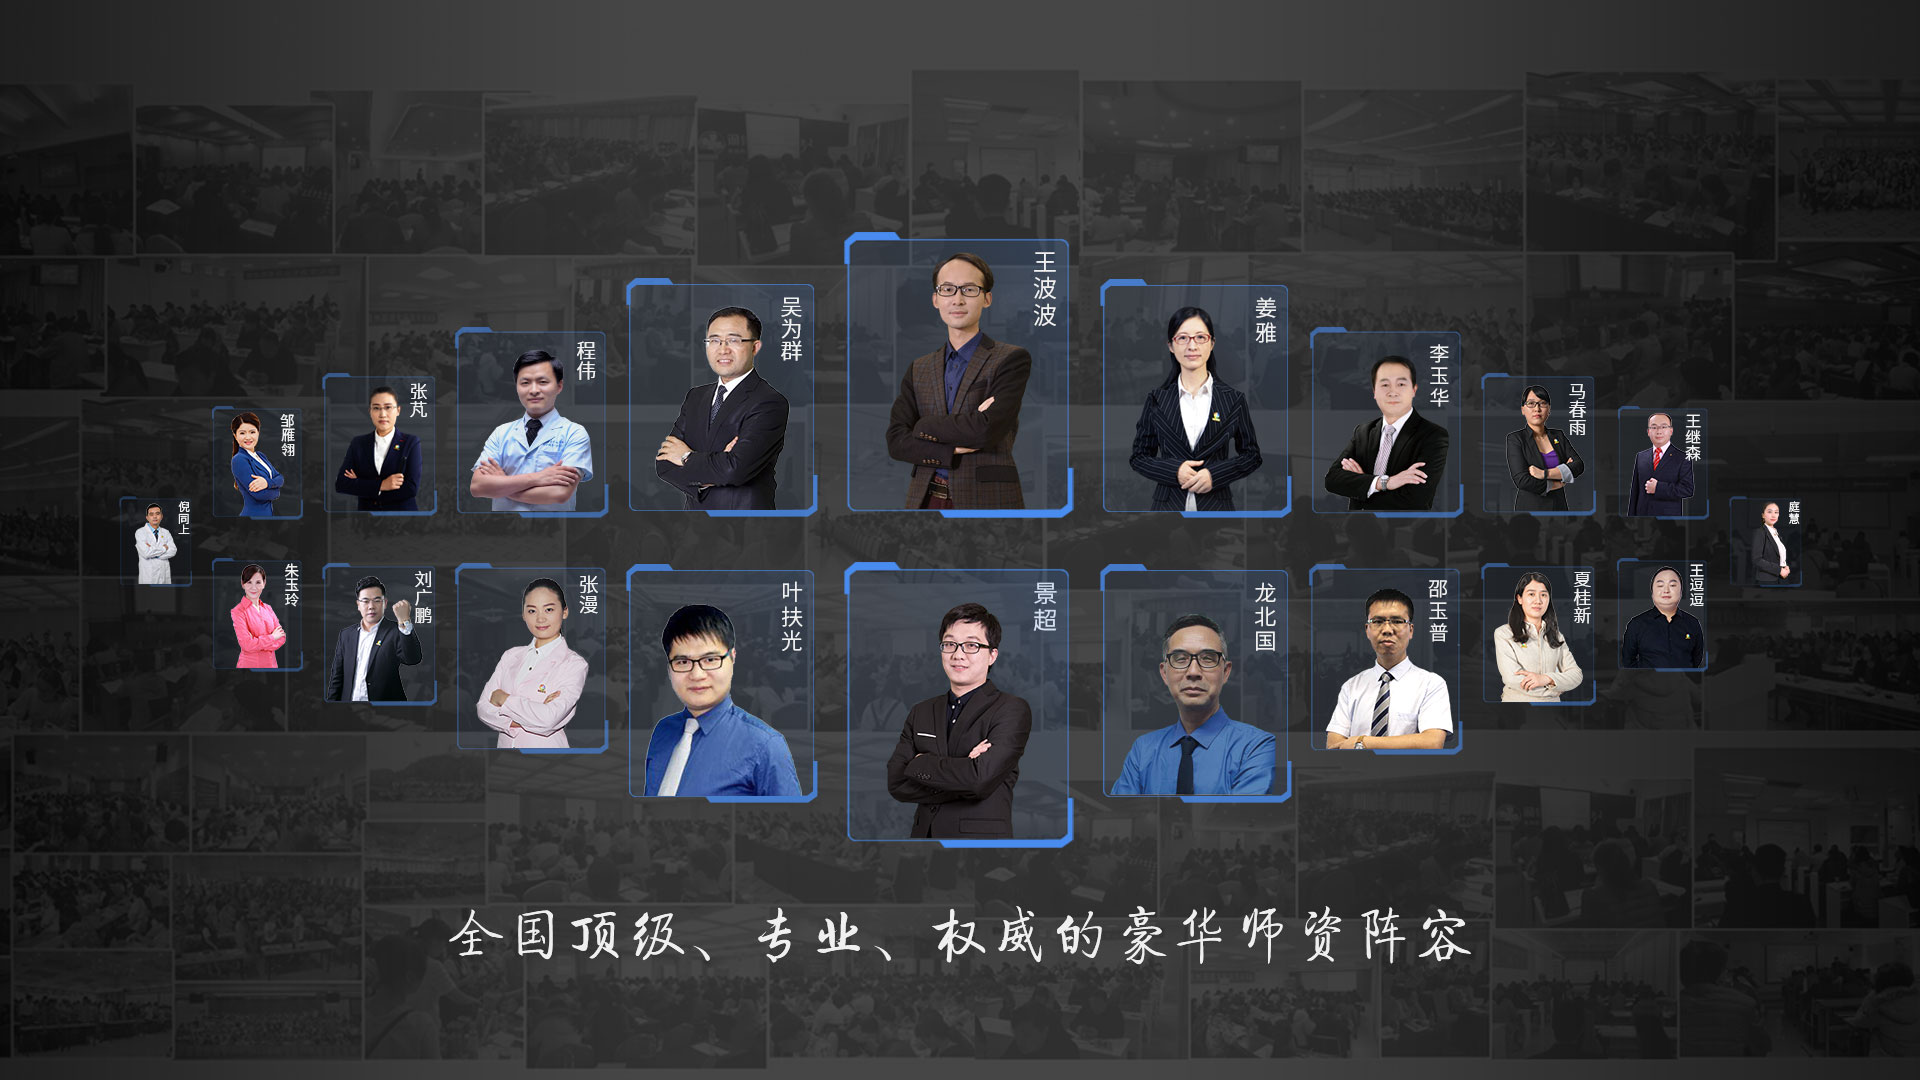 王波波
吴为群
姜雅
程伟
李玉华
张芃
马春雨
邹雁翎
王继森
倪同上
庭慧
朱玉玲
刘广鹏
张漫
叶扶光
景超
龙北国
邵玉普
夏桂新
王逗逗
全国顶级、专业、权威的豪华师资阵容